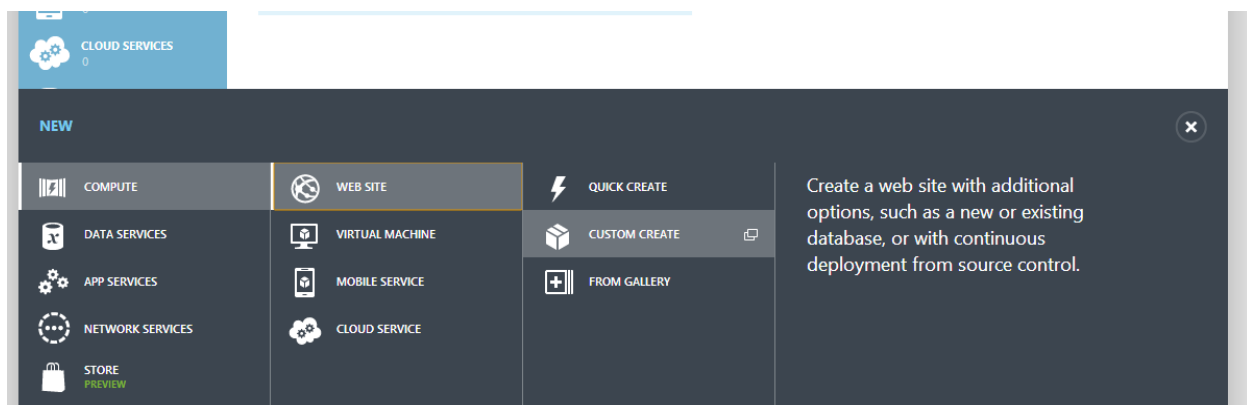 CLOUD SERVICES
0
NEW
COMPUTE
DATA SERVICES
APP SERVICES
NETWORK SERVICES
STORE
PREVIEW
WEB SITE
VIRTUAL MACHINE
MOBILE SERVICE
CLOUD SERVICE
QUICK CREATE
CUSTOM CREATE
FROM GALLERY
Create a web site with additional
options, such as a new or existing
database, or with continuous
deployment from source control.